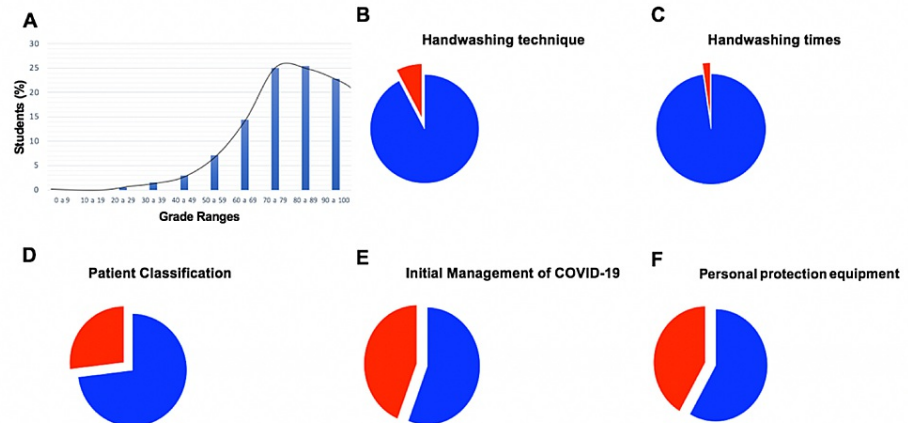 A
B
Handwashing technique
C
Handwashing times
30
25
20
15
10
5
0
Students (%)
0 a 9 10 a 19 20 a 29 30 a 39 40 a 49 50 a 59 60 a 69 70 a 79 80 a 89 90 a 100
Grade Ranges
D
Patient Classification
E
Initial Management of COVID-19
F
Personal protection equipment